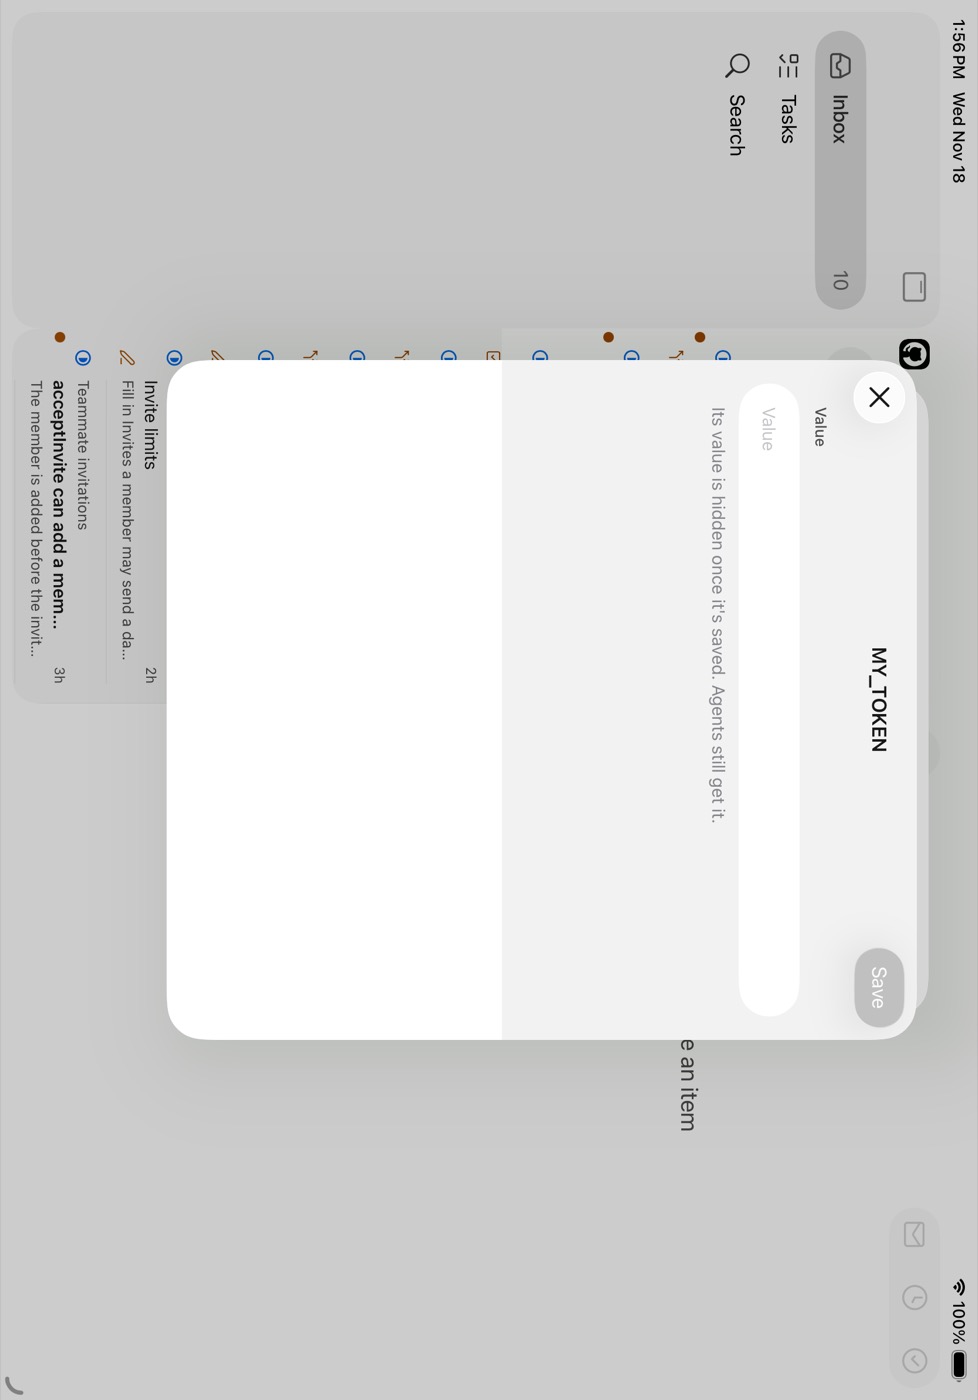 1:56 PM Wed Nov 18
100%
Inbox 10
Tasks
Search
MY_TOKEN
Save
Value
Value
Its value is hidden once it's saved. Agents still get it.
e an item
Invite limits 2h
Fill in Invites a member may send a da...
Teammate invitations
acceptInvite can add a mem... 3h
The member is added before the invit...